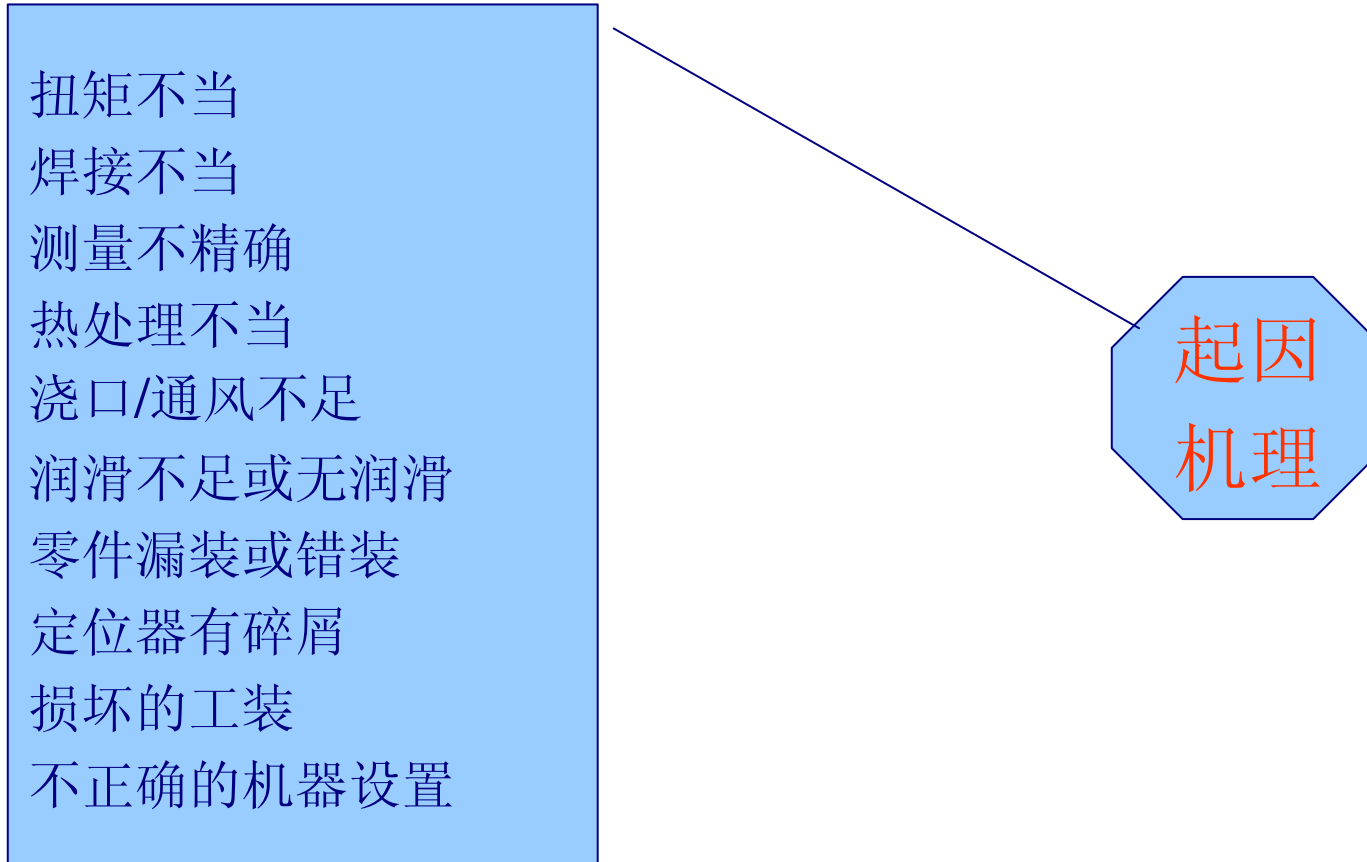 扭矩不当
焊接不当
测量不精确
热处理不当
浇口/通风不足
润滑不足或无润滑
零件漏装或错装
定位器有碎屑
损坏的工装
不正确的机器设置
起因
机理